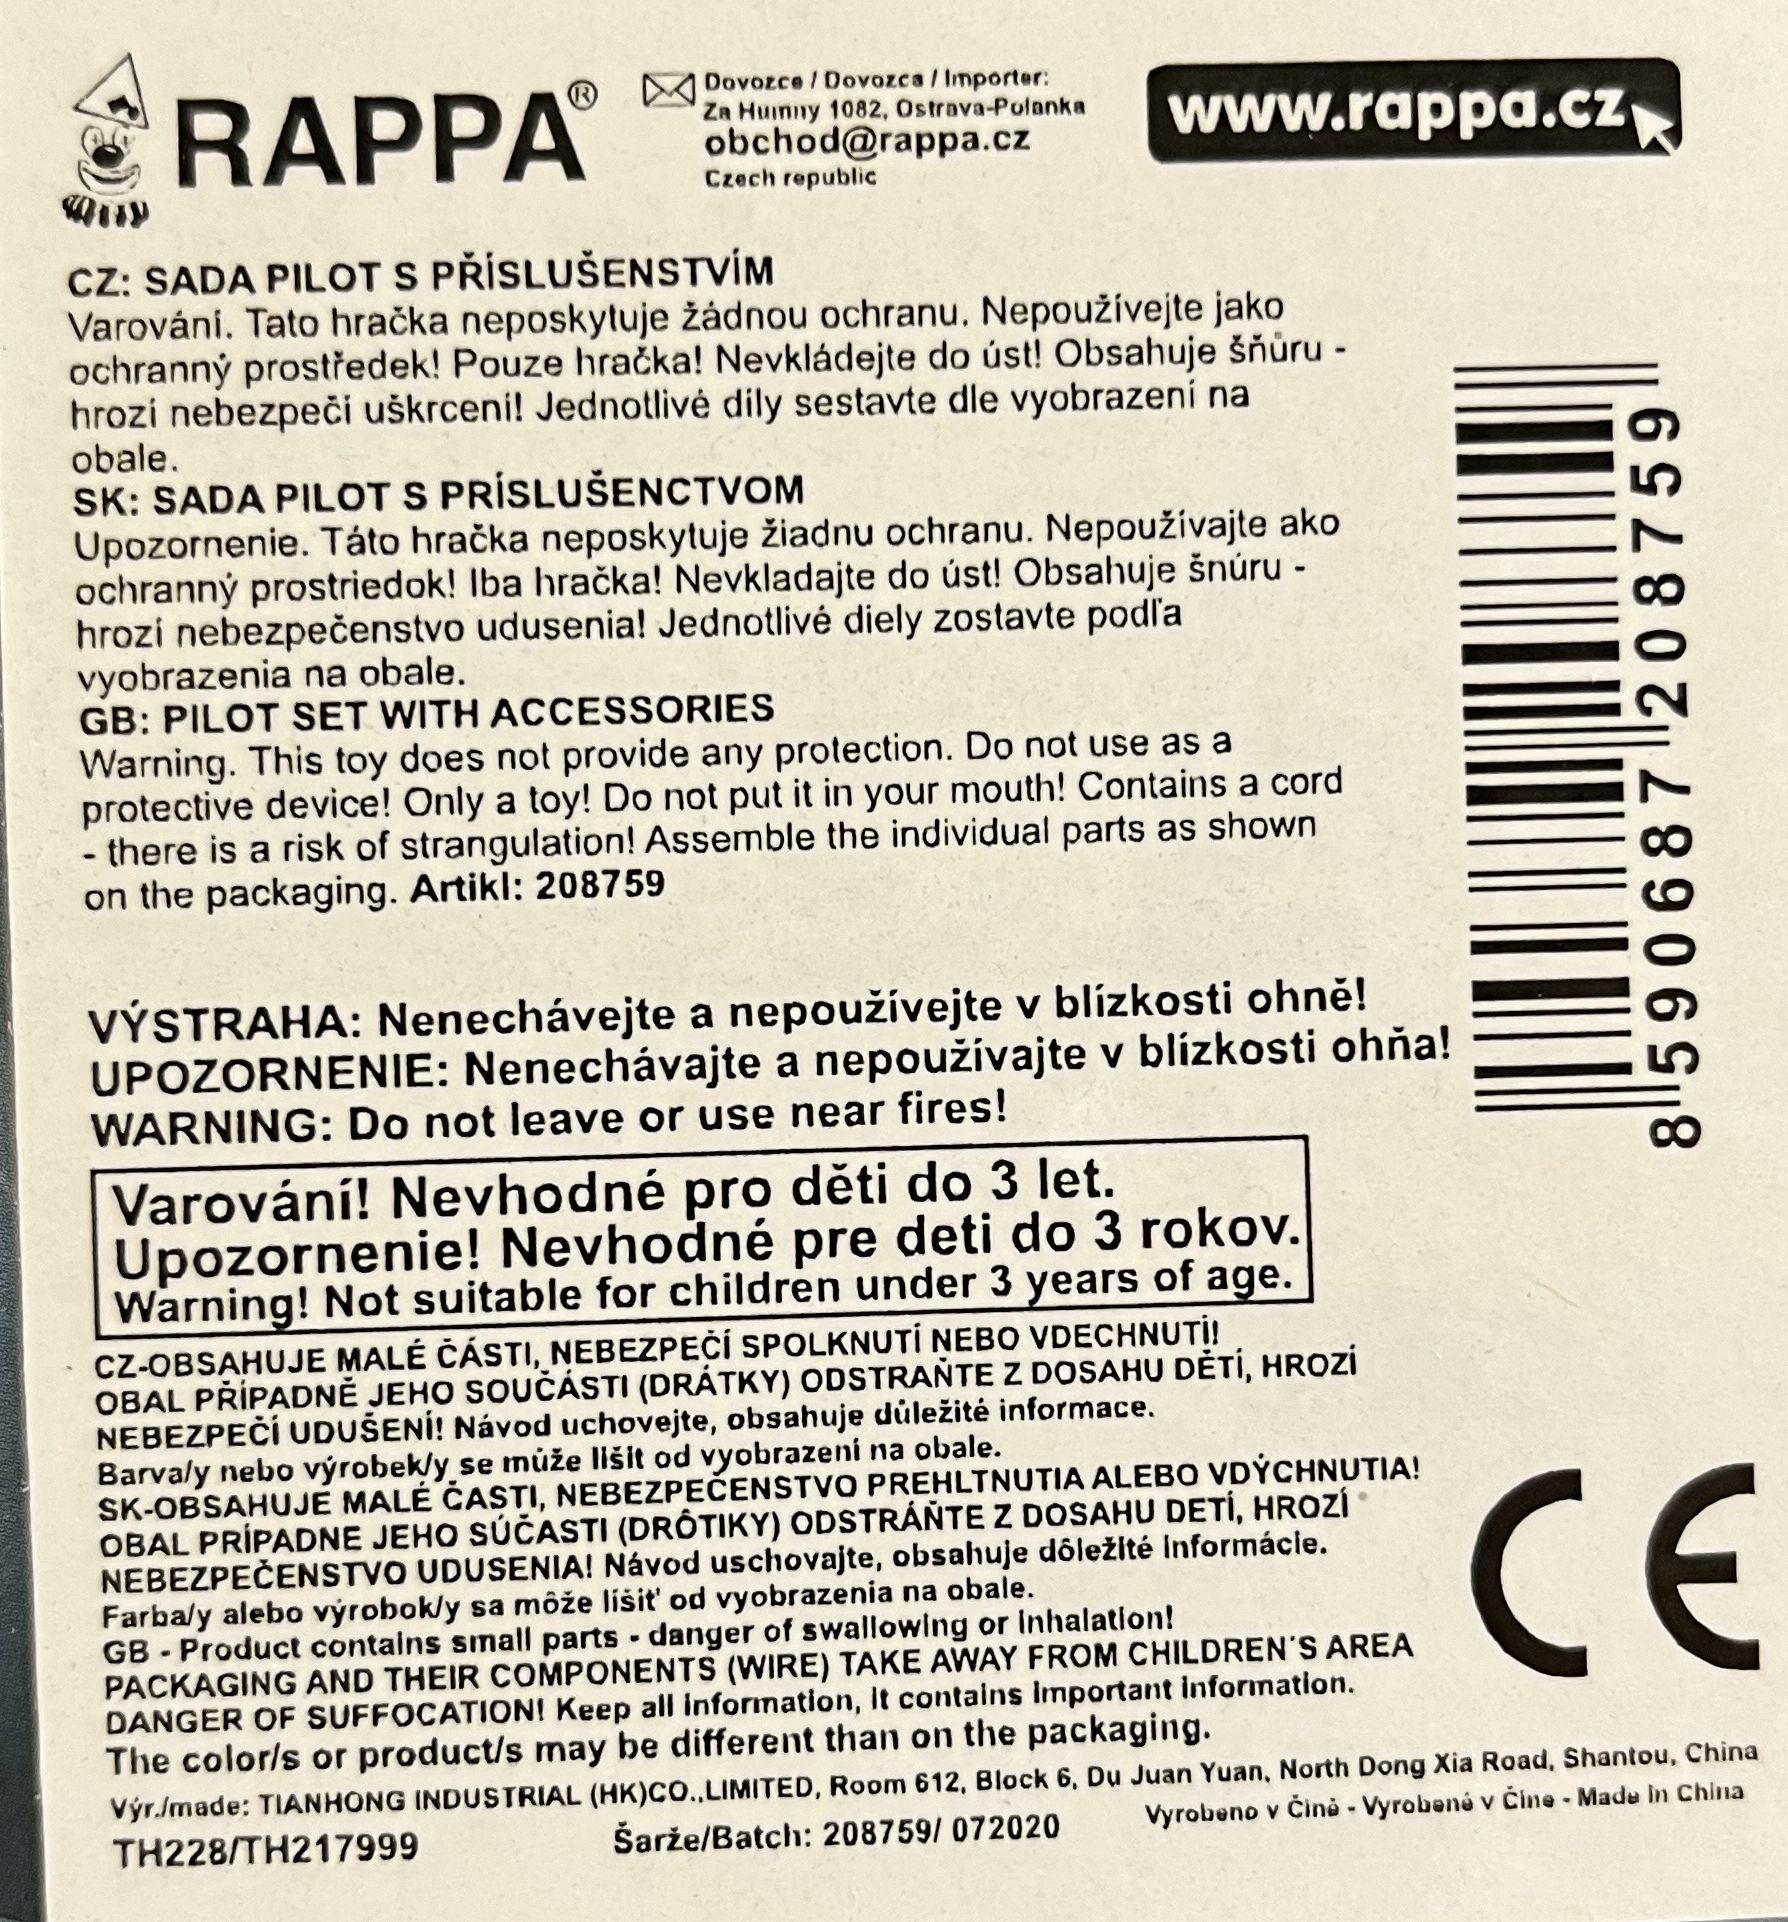 RAPPA®
Dovozce / Dovozca / Importer:
Za Humny 1082, Ostrava-Polanka
obchod@rappa.cz
Czech republic
www.rappa.cz
CZ: SADA PILOT S PŘÍSLUŠENSTVÍM
Varování. Tato hračka neposkytuje žádnou ochranu. Nepoužívejte jako
ochranný prostředek! Pouze hračka! Nevkládejte do úst! Obsahuje šňůru -
hrozí nebezpečí uškrcení! Jednotlivé díly sestavte dle vyobrazení na
obale.
SK: SADA PILOT S PRÍSLUŠENCTVOM
Upozornenie. Táto hračka neposkytuje žiadnu ochranu. Nepoužívajte ako
ochranný prostriedok! Iba hračka! Nevkladajte do úst! Obsahuje šnúru -
hrozí nebezpečenstvo udusenia! Jednotlivé diely zostavte podľa
vyobrazenia na obale.
GB: PILOT SET WITH ACCESSORIES
Warning. This toy does not provide any protection. Do not use as a
protective device! Only a toy! Do not put it in your mouth! Contains a cord
- there is a risk of strangulation! Assemble the individual parts as shown
on the packaging. Artikl: 208759
8590687208759
VÝSTRAHA: Nenechávejte a nepoužívejte v blízkosti ohně!
UPOZORNENIE: Nenechávajte a nepoužívajte v blízkosti ohňa!
WARNING: Do not leave or use near fires!
Varování! Nevhodné pro děti do 3 let.
Upozornenie! Nevhodné pre deti do 3 rokov.
Warning! Not suitable for children under 3 years of age.
CZ-OBSAHUJE MALÉ ČÁSTI, NEBEZPEČÍ SPOLKNUTÍ NEBO VDECHNUTÍ!
OBAL PŘÍPADNĚ JEHO SOUČÁSTI (DRÁTKY) ODSTRAŇTE Z DOSAHU DĚTÍ, HROZÍ
NEBEZPEČÍ UDUŠENÍ! Návod uchovejte, obsahuje důležité informace.
Barva/y nebo výrobek/y se může lišit od vyobrazení na obale.
SK-OBSAHUJE MALÉ ČASTI, NEBEZPEČENSTVO PREHLTNUTIA ALEBO VDÝCHNUTIA!
OBAL PRÍPADNE JEHO SÚČASTI (DRÔTIKY) ODSTRÁŇTE Z DOSAHU DETÍ, HROZÍ
NEBEZPEČENSTVO UDUSENIA! Návod uschovajte, obsahuje dôležité informácie.
Farba/y alebo výrobok/y sa môže líšiť od vyobrazenia na obale.
GB - Product contains small parts - danger of swallowing or inhalation!
PACKAGING AND THEIR COMPONENTS (WIRE) TAKE AWAY FROM CHILDREN´S AREA
DANGER OF SUFFOCATION! Keep all information, it contains important information.
The color/s or product/s may be different than on the packaging.
CE
Výr./made: TIANHONG INDUSTRIAL (HK)CO.,LIMITED, Room 612, Block 6, Du Juan Yuan, North Dong Xia Road, Shantou, China
Vyrobeno v Číně - Vyrobené v Číne - Made in China
TH228/TH217999
Šarže/Batch: 208759/ 072020